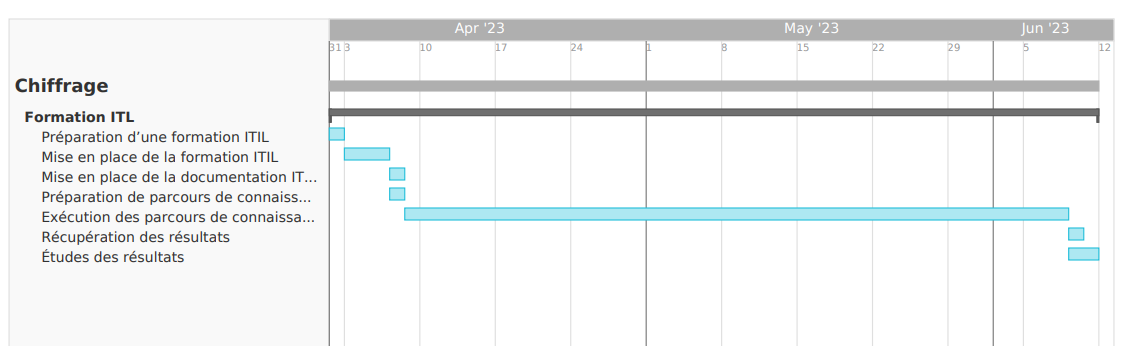 Apr '23 May '23 Jun '23
31 3 10 17 24 1 8 15 22 29 5 12
Chiffrage
Formation ITL
Préparation d’une formation ITIL
Mise en place de la formation ITIL
Mise en place de la documentation IT...
Préparation de parcours de connaiss...
Exécution des parcours de connaissa...
Récupération des résultats
Études des résultats